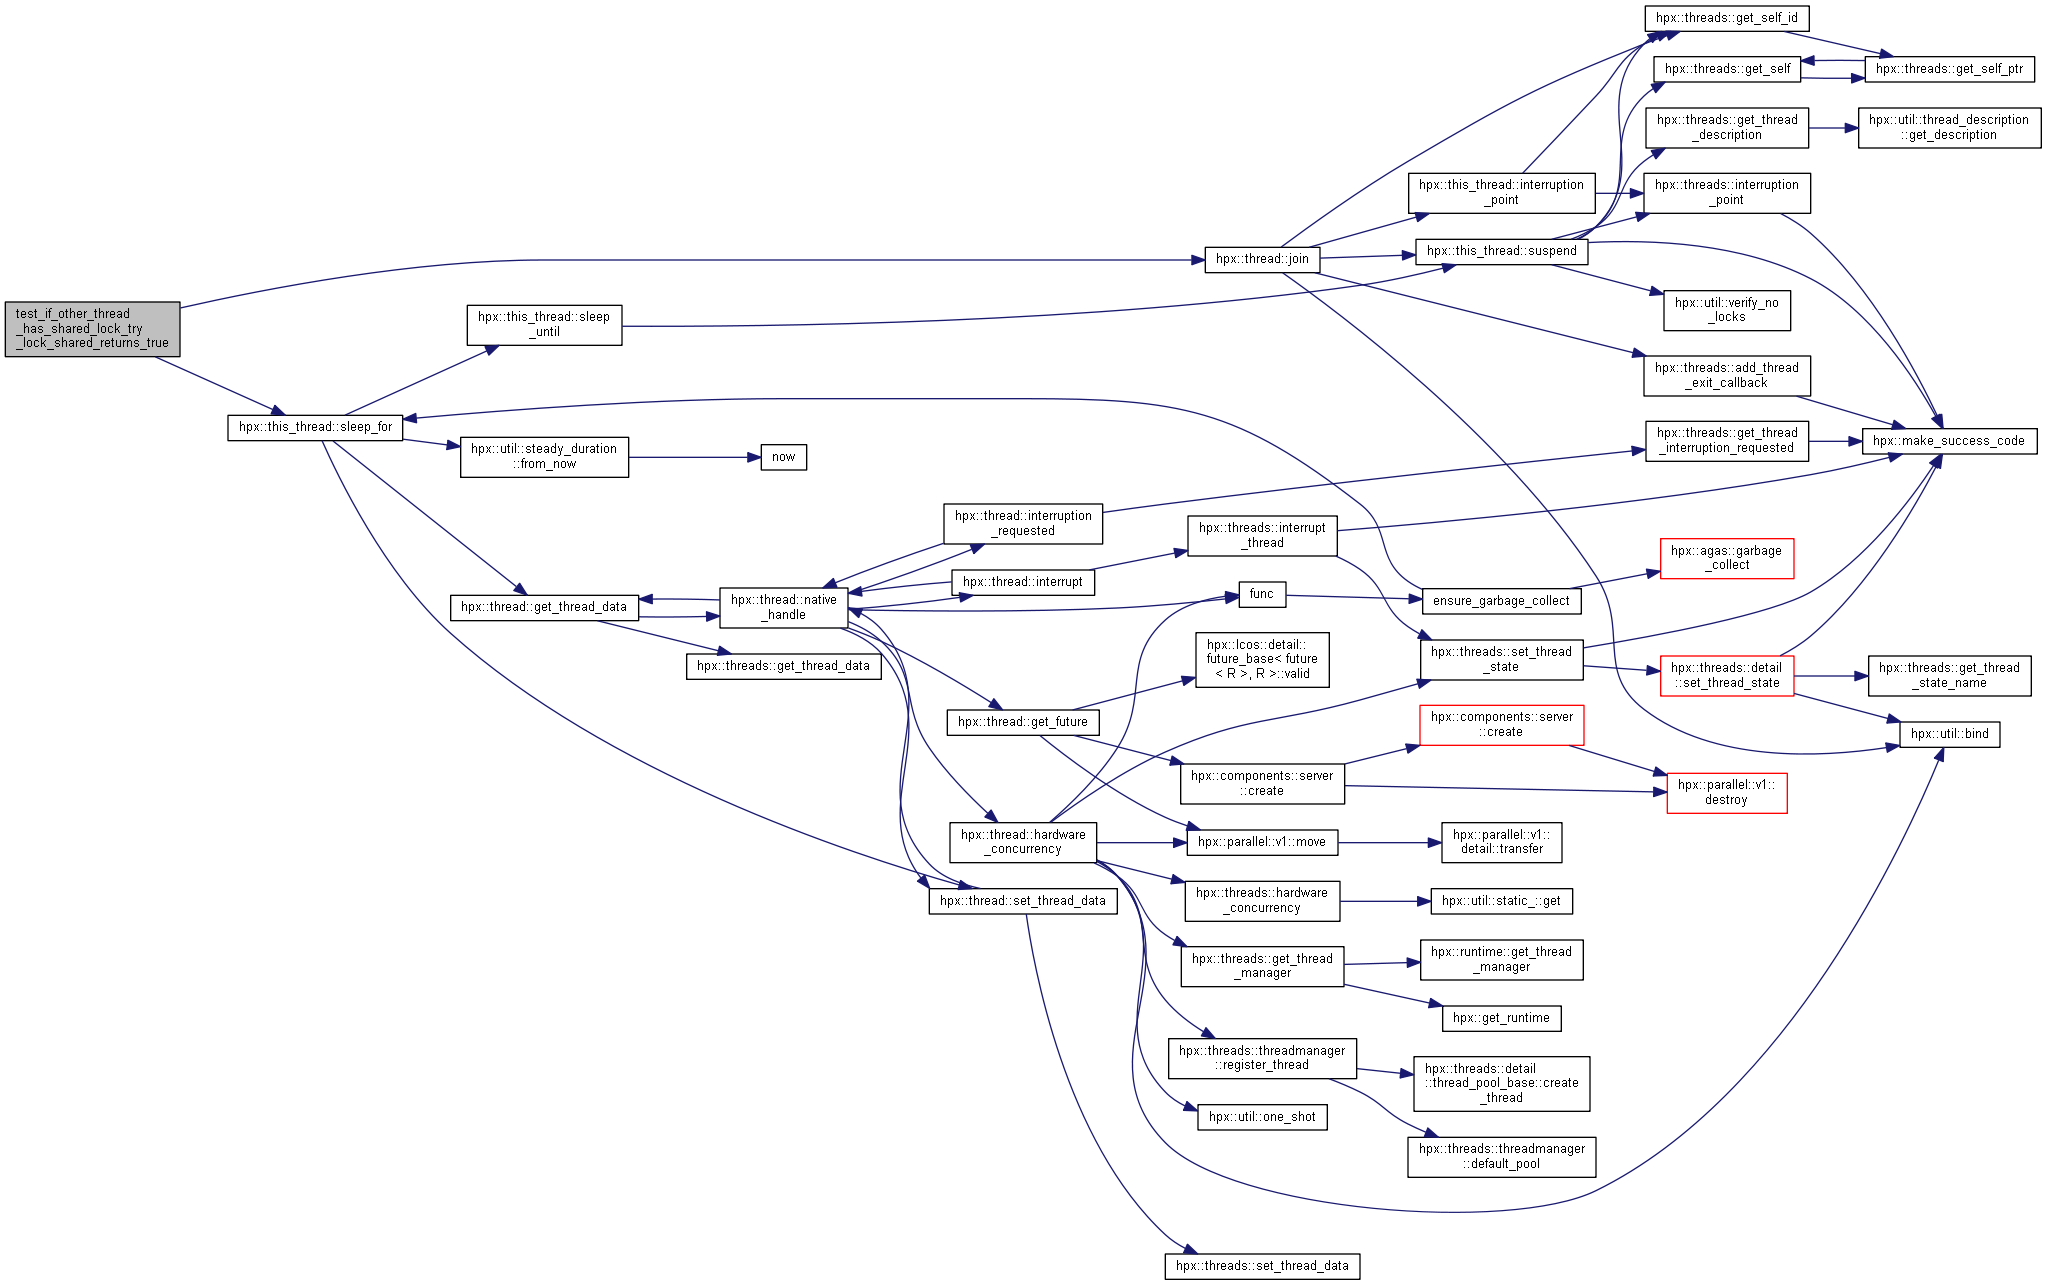 test_if_other_thread
_has_shared_lock_try
_lock_shared_returns_true
hpx::this_thread::sleep_for
hpx::this_thread::sleep
_until
hpx::util::steady_duration
::from_now
now
hpx::thread::get_thread_data
hpx::threads::get_thread_data
hpx::thread::native
_handle
hpx::thread::interruption
_requested
hpx::thread::interrupt
hpx::thread::get_future
hpx::thread::hardware
_concurrency
hpx::thread::set_thread_data
hpx::thread::join
hpx::threads::interrupt
_thread
func
hpx::lcos::detail::
future_base< future
< R >, R >::valid
hpx::components::server
::create
hpx::parallel::v1::move
hpx::threads::hardware
_concurrency
hpx::threads::get_thread
_manager
hpx::threads::threadmanager
::register_thread
hpx::util::one_shot
hpx::threads::set_thread_data
hpx::this_thread::interruption
_point
hpx::this_thread::suspend
ensure_garbage_collect
hpx::threads::set_thread
_state
hpx::components::server
::create
hpx::parallel::v1::
detail::transfer
hpx::util::static_::get
hpx::runtime::get_thread
_manager
hpx::get_runtime
hpx::threads::detail
::thread_pool_base::create
_thread
hpx::threads::threadmanager
::default_pool
hpx::threads::get_self_id
hpx::threads::get_self
hpx::threads::get_thread
_description
hpx::threads::interruption
_point
hpx::util::verify_no
_locks
hpx::threads::add_thread
_exit_callback
hpx::threads::get_thread
_interruption_requested
hpx::agas::garbage
_collect
hpx::threads::detail
::set_thread_state
hpx::parallel::v1::
destroy
hpx::threads::get_self_ptr
hpx::util::thread_description
::get_description
hpx::make_success_code
hpx::threads::get_thread
_state_name
hpx::util::bind